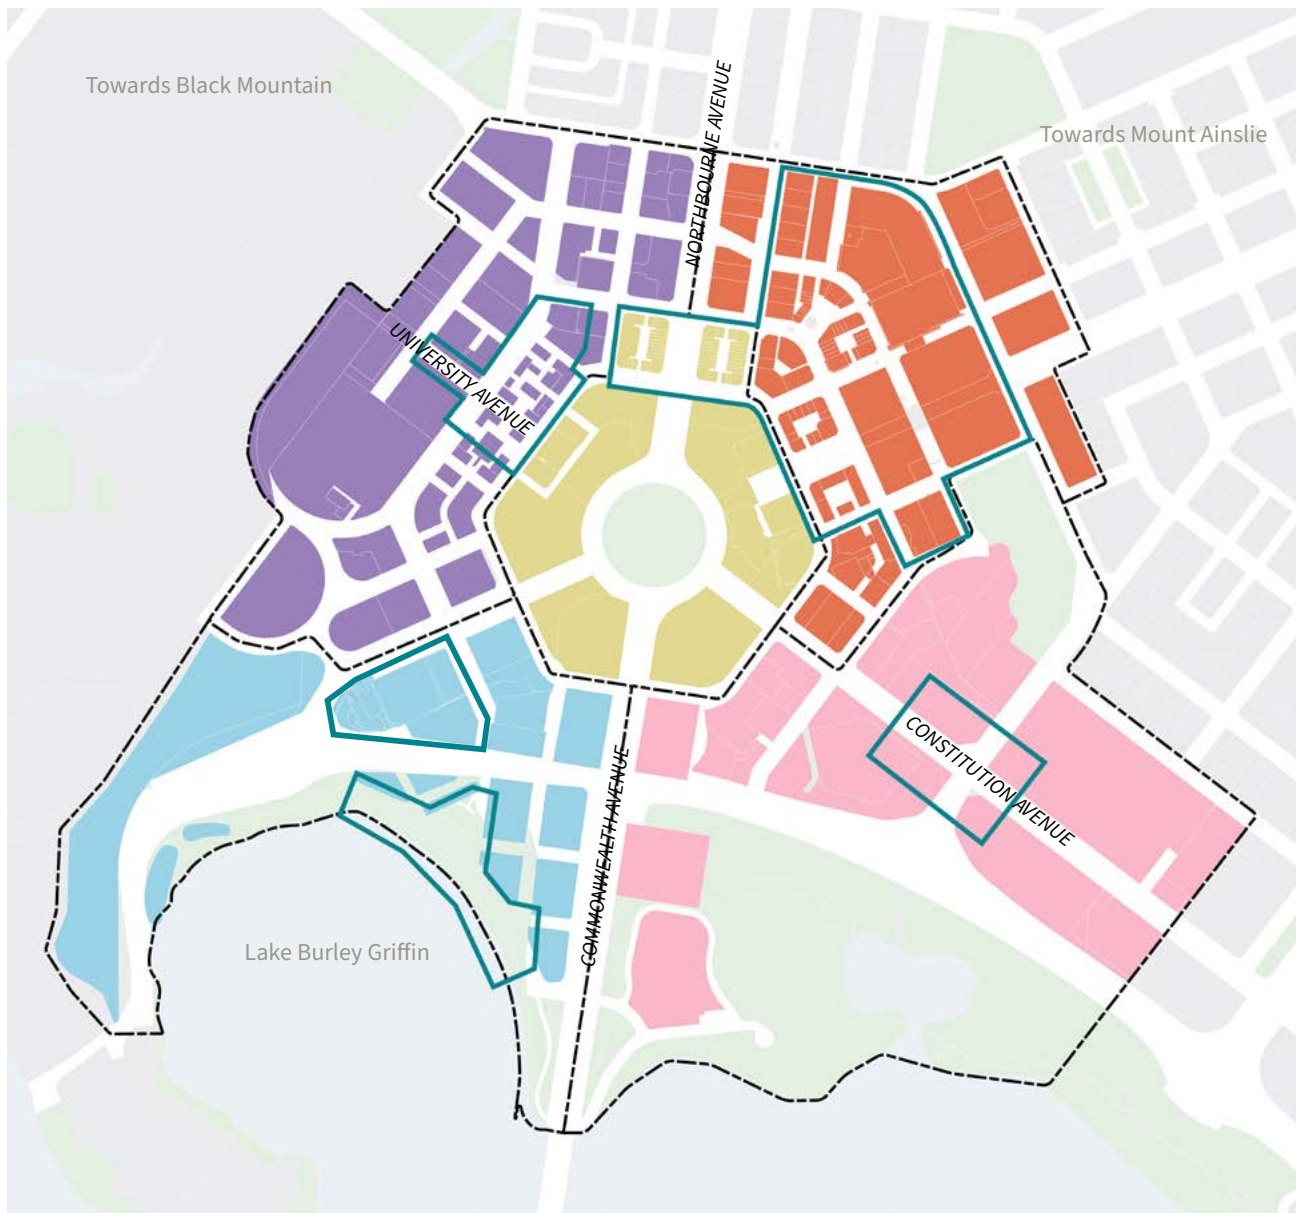 Towards Black Mountain
NORTHBOURNE AVENUE
Towards Mount Ainslie
UNIVERSITY AVENUE
CONSTITUTION AVENUE
COMMONWEALTH AVENUE
Lake Burley Griffin